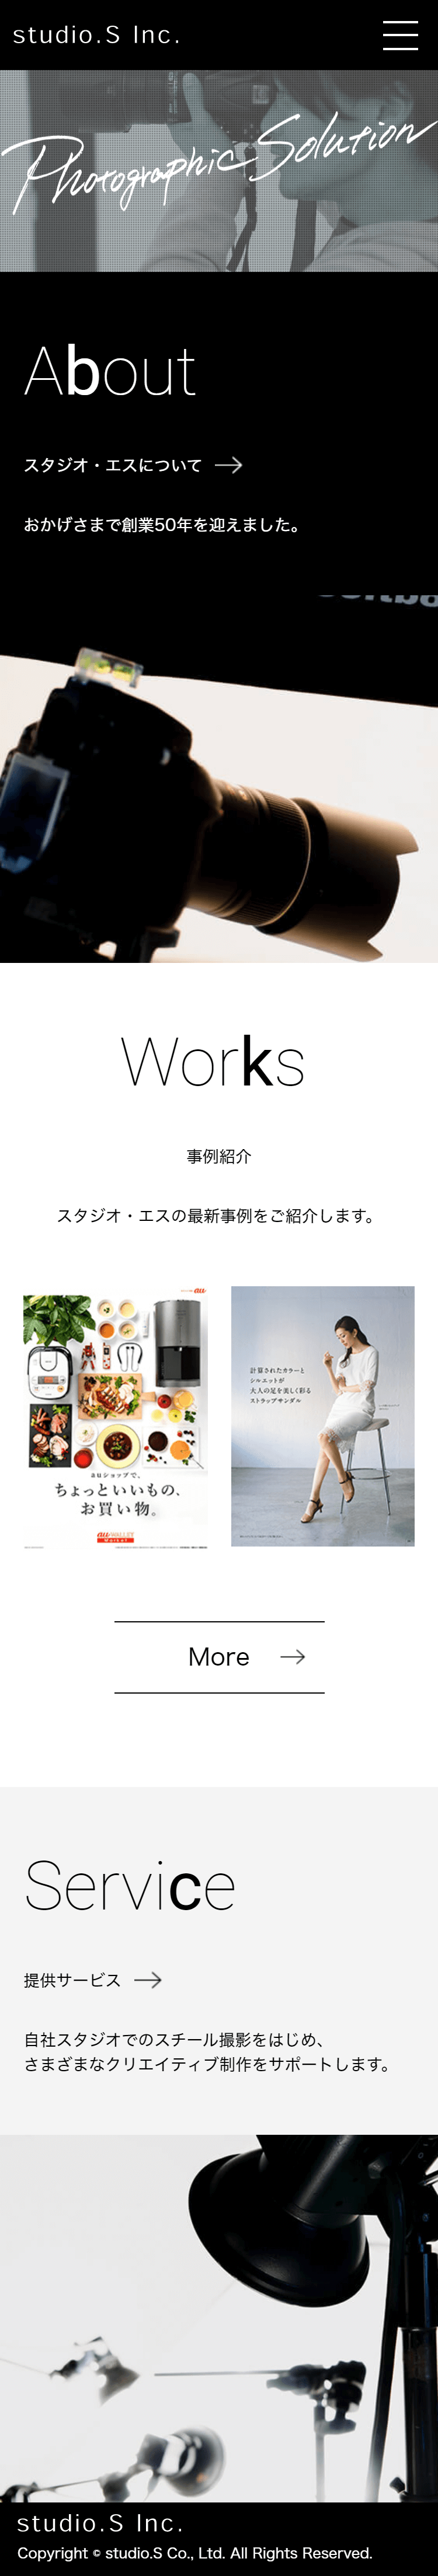 studio.S Inc.
Photographic Solution
About
スタジオ・エスについて
おかげさまで創業50年を迎えました。
Works
事例紹介
スタジオ・エスの最新事例をご紹介します。
au
auショップで、
ちょっといいもの、
お買い物。
au WALLET
Market
計算されたカラーと
シルエットが
大人の足を美しく彩る
ストラップサンダル
More
Service
提供サービス
自社スタジオでのスチール撮影をはじめ、
さまざまなクリエイティブ制作をサポートします。
studio.S Inc.
Copyright © studio.S Co., Ltd. All Rights Reserved.